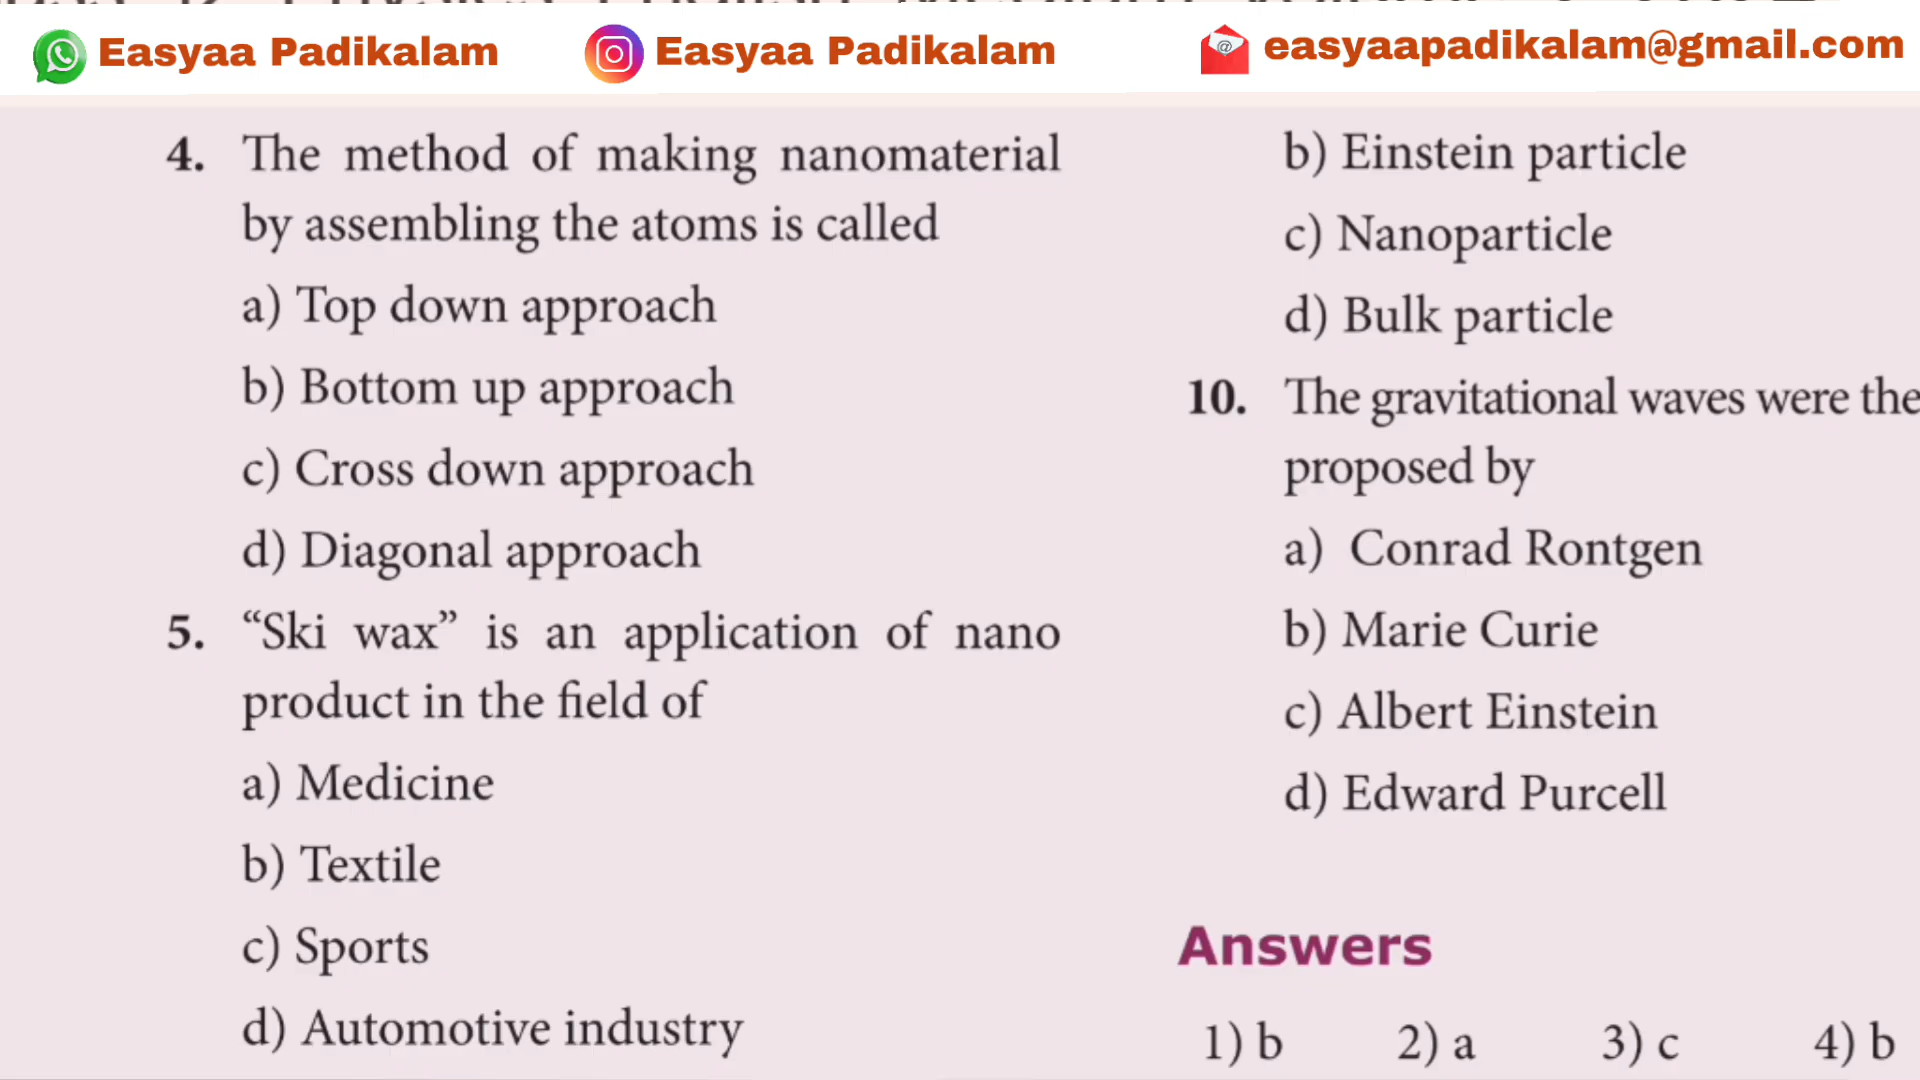 Easyaa Padikalam
Easyaa Padikalam
easyaapadikalam@gmail.com
4. The method of making nanomaterial
by assembling the atoms is called
a) Top down approach
b) Bottom up approach
c) Cross down approach
d) Diagonal approach
5. “Ski wax” is an application of nano
product in the field of
a) Medicine
b) Textile
c) Sports
d) Automotive industry
b) Einstein particle
c) Nanoparticle
d) Bulk particle
10. The gravitational waves were the
proposed by
a) Conrad Rontgen
b) Marie Curie
c) Albert Einstein
d) Edward Purcell
Answers
1) b 2) a 3) c 4) b